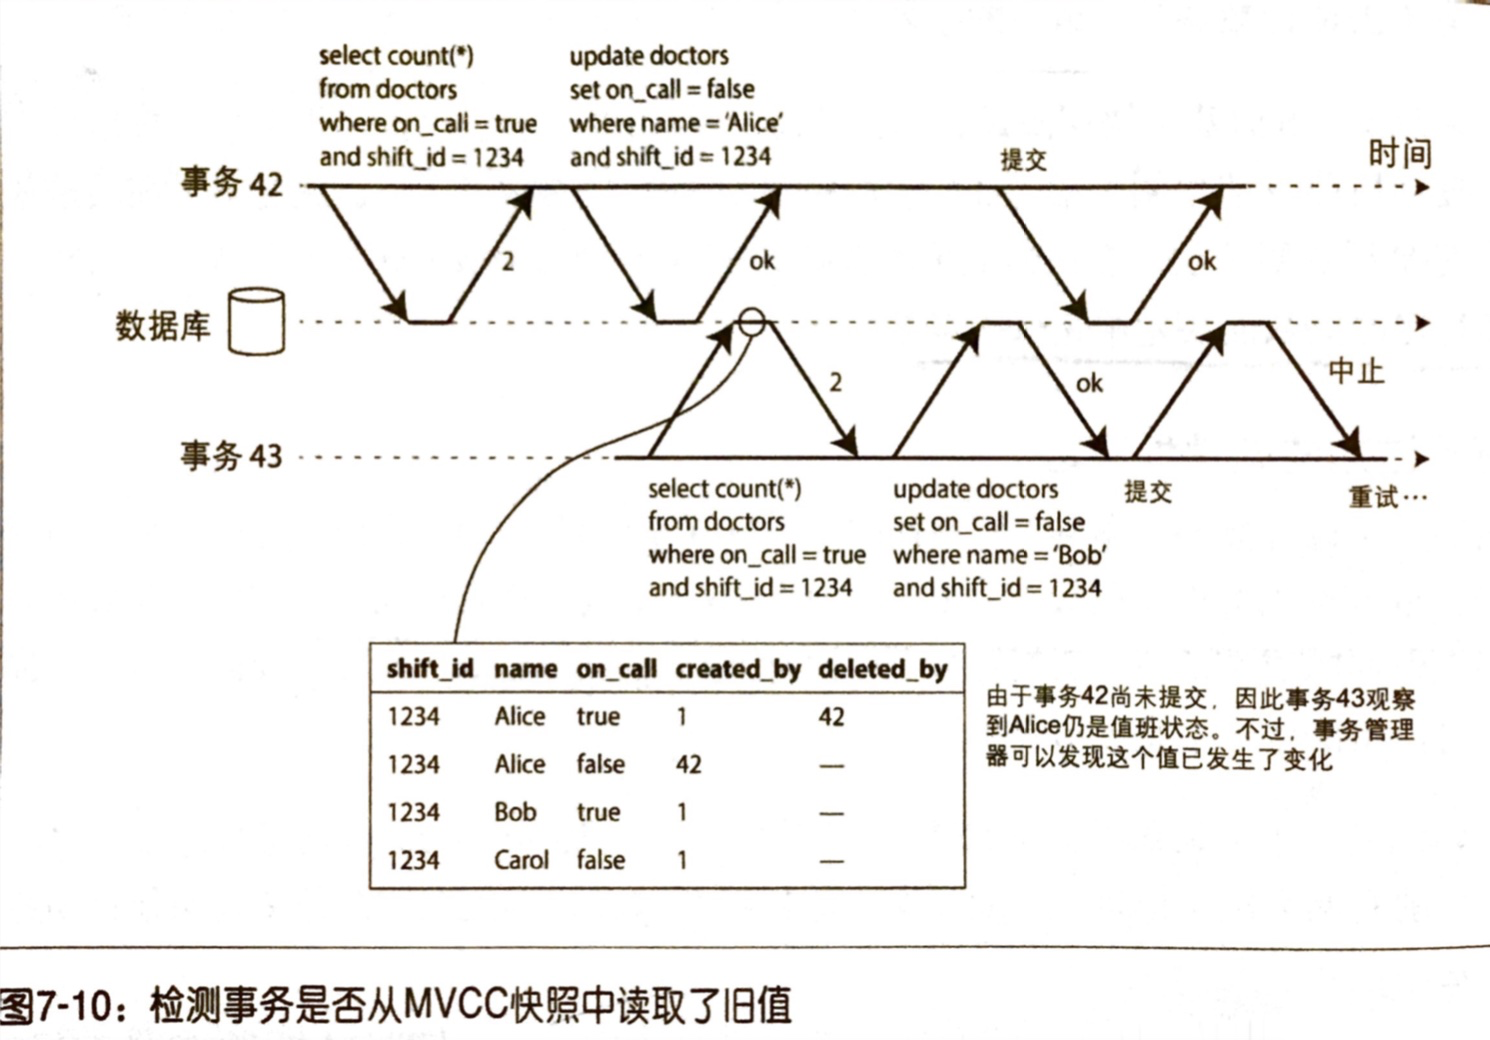 select count(*)
from doctors
where on_call = true
and shift_id = 1234
update doctors
set on_call = false
where name = ‘Alice’
and shift_id = 1234
提交
时间
事务 42
2
ok
ok
数据库
2
ok
中止
事务 43
select count(*)
from doctors
where on_call = true
and shift_id = 1234
update doctors
set on_call = false
where name = ‘Bob’
and shift_id = 1234
提交
重试…
shift_id name on_call created_by deleted_by
1234 Alice true 1 42
1234 Alice false 42 —
1234 Bob true 1 —
1234 Carol false 1 —
由于事务42尚未提交，因此事务43观察
到Alice仍是值班状态。不过，事务管理
器可以发现这个值已发生了变化
图7-10：检测事务是否从MVCC快照中读取了旧值